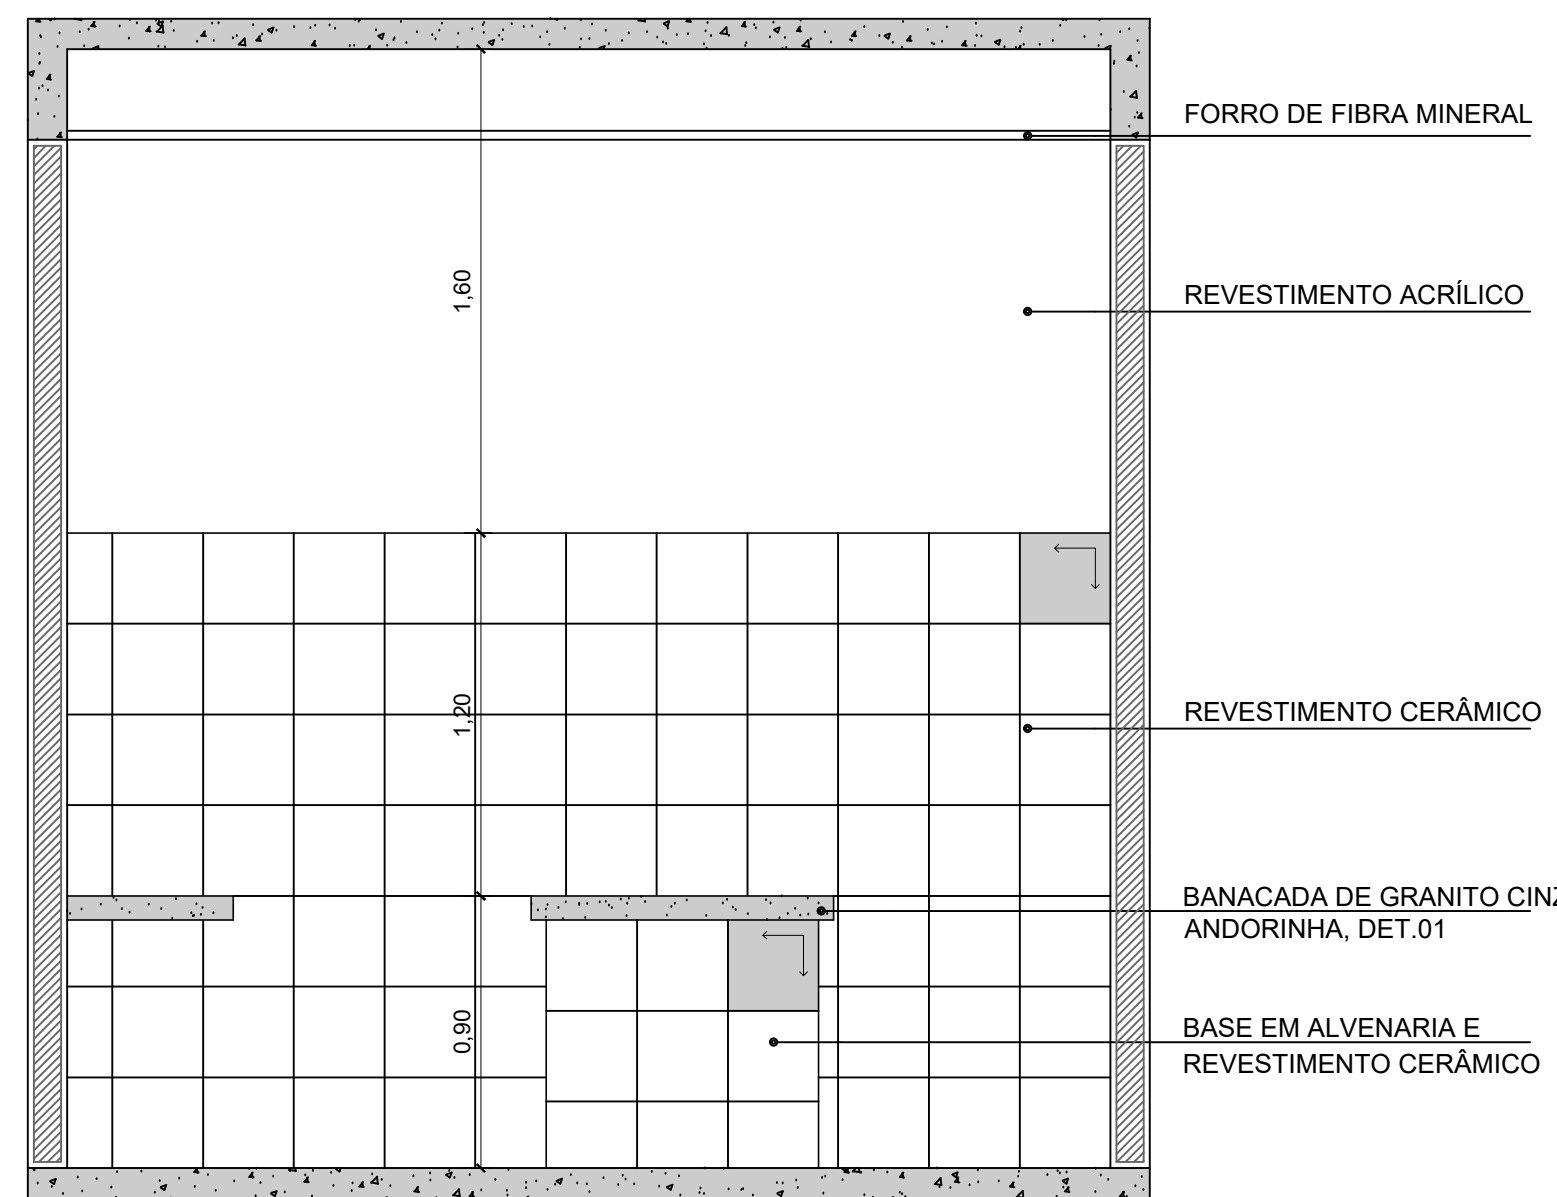 FORRO DE FIBRA MINERAL
1,60
REVESTIMENTO ACRÍLICO
1,20
REVESTIMENTO CERÂMICO
BANACADA DE GRANITO CINZ
ANDORINHA, DET.01
0,90
BASE EM ALVENARIA E
REVESTIMENTO CERÂMICO